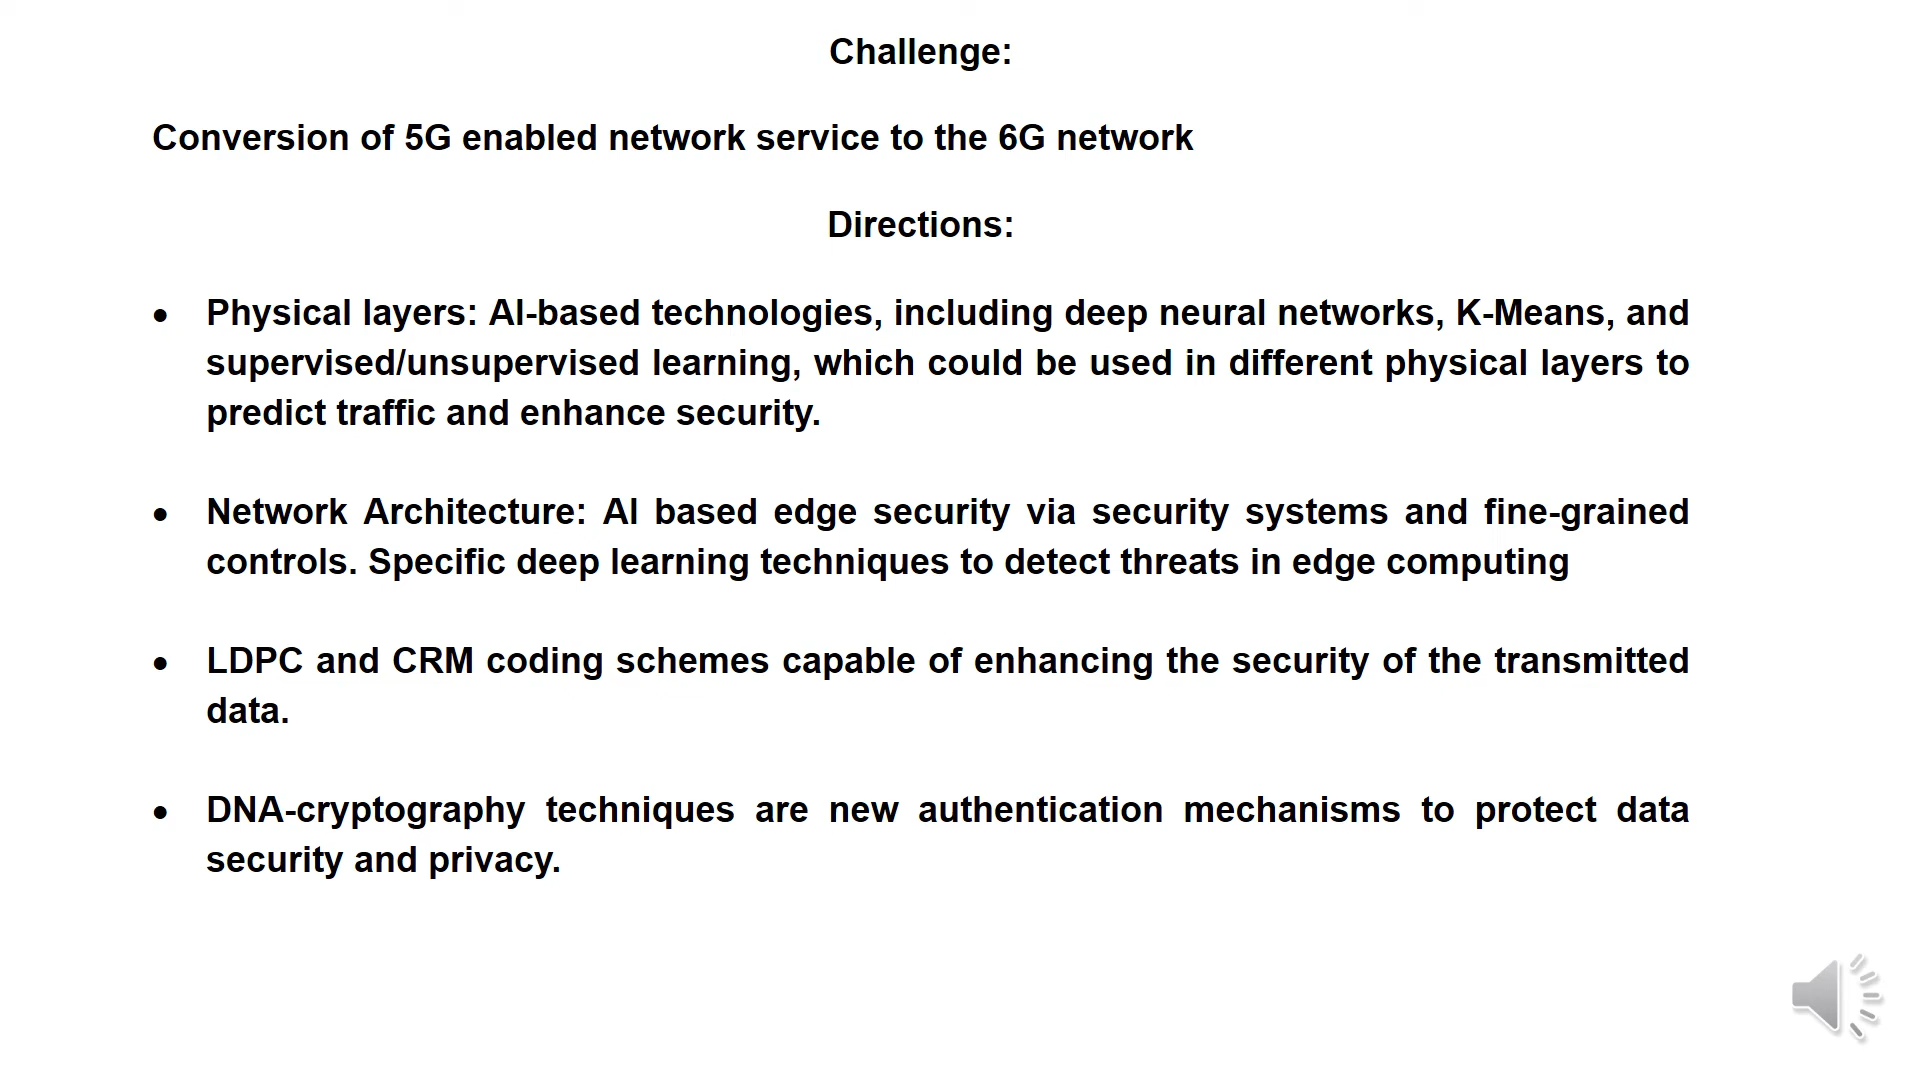 Challenge:
Conversion of 5G enabled network service to the 6G network
Directions:
• Physical layers: AI-based technologies, including deep neural networks, K-Means, and
supervised/unsupervised learning, which could be used in different physical layers to
predict traffic and enhance security.
• Network Architecture: AI based edge security via security systems and fine-grained
controls. Specific deep learning techniques to detect threats in edge computing
• LDPC and CRM coding schemes capable of enhancing the security of the transmitted
data.
• DNA-cryptography techniques are new authentication mechanisms to protect data
security and privacy.